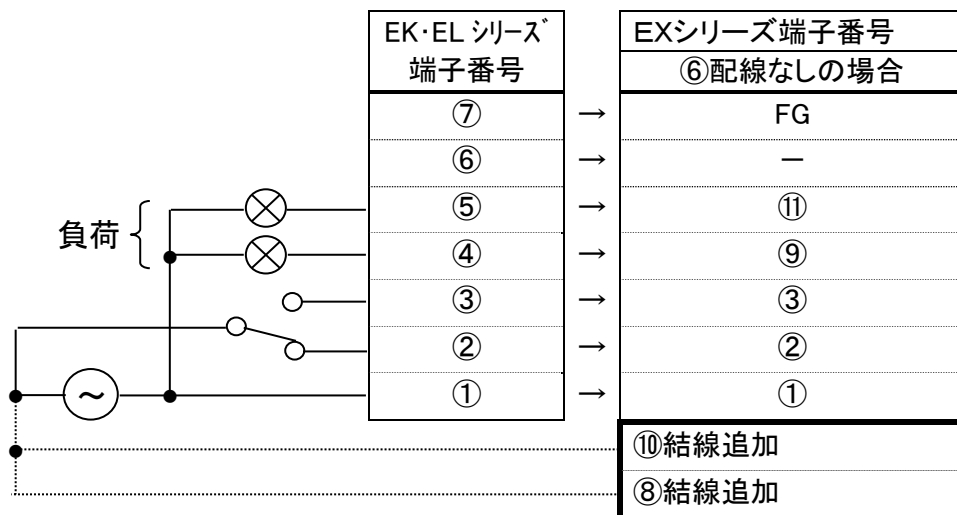 EK・EL シリーズ
端子番号
EXシリーズ端子番号
⑥配線なしの場合
⑦ → FG
⑥ → －
⑤ → ⑪
負荷
④ → ⑨
③ → ③
② → ②
～ ① → ①
⑩結線追加
⑧結線追加